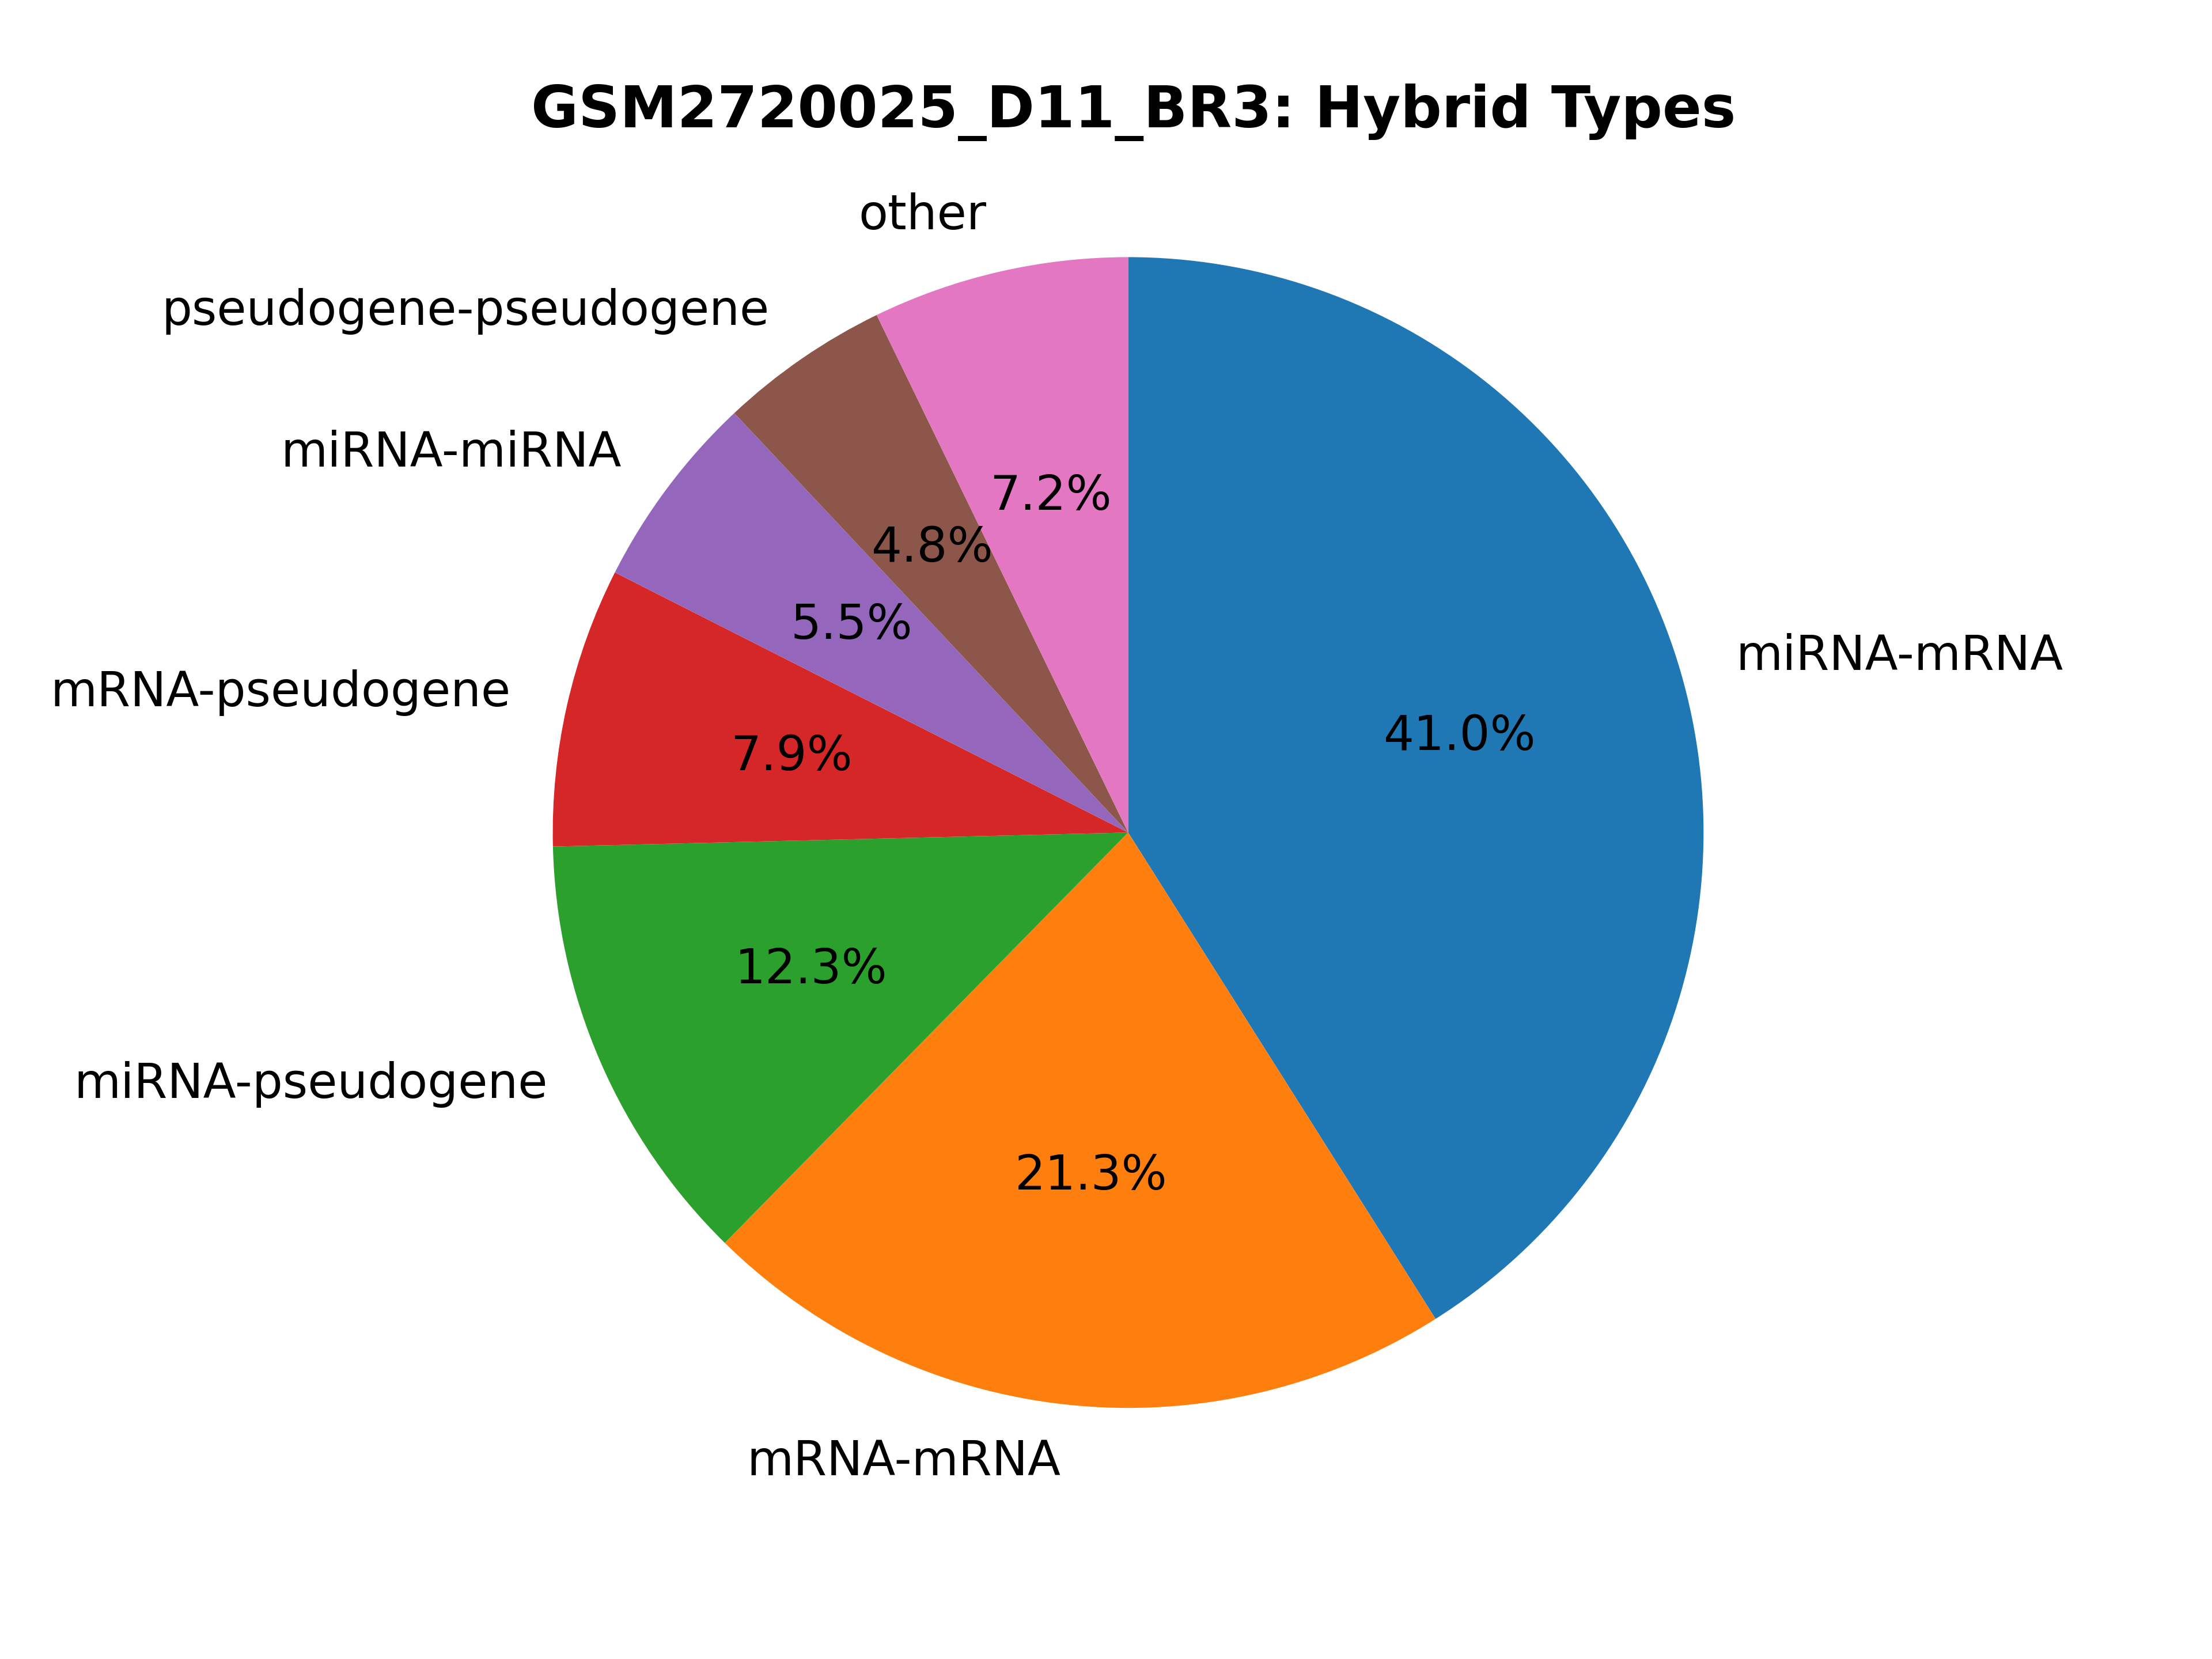 GSM2720025_D11_BR3: Hybrid Types
other
pseudogene-pseudogene
miRNA-miRNA
7.2%
4.8%
5.5%
miRNA-mRNA
mRNA-pseudogene
41.0%
7.9%
12.3%
miRNA-pseudogene
21.3%
mRNA-mRNA